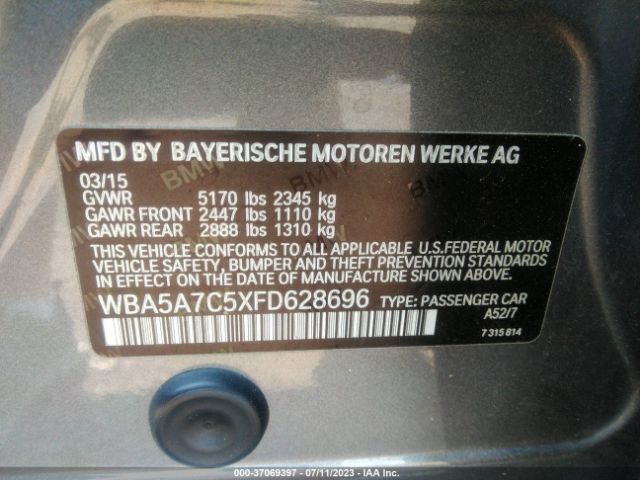 MFD BY BAYERISCHE MOTOREN WERKE AG
03/15
GVWR 5170 lbs 2345 kg
GAWR FRONT 2447 lbs 1110 kg
GAWR REAR 2888 lbs 1310 kg
THIS VEHICLE CONFORMS TO ALL APPLICABLE U.S.FEDERAL MOTOR
VEHICLE SAFETY, BUMPER AND THEFT PREVENTION STANDARDS
IN EFFECT ON THE DATE OF MANUFACTURE SHOWN ABOVE.
WBA5A7C5XFD628696 TYPE: PASSENGER CAR
A52/7
7 315 814
000-37069397 - 07/11/2023 - IAA Inc.